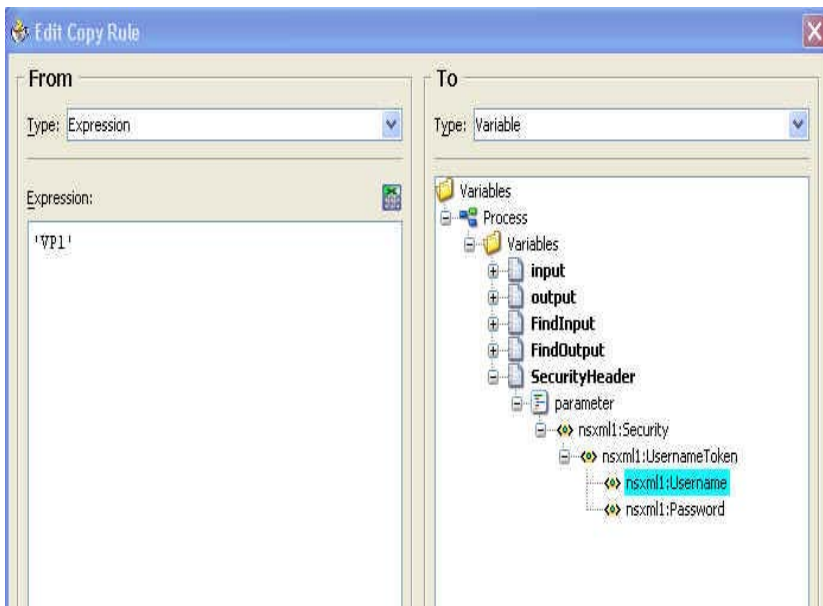 Edit Copy Rule
From
Type: Expression
Expression:
'VP1'
To
Type: Variable
Variables
Process
Variables
input
output
FindInput
FindOutput
SecurityHeader
parameter
nsxml1:Security
nsxml1:UsernameToken
nsxml1:Username
nsxml1:Password